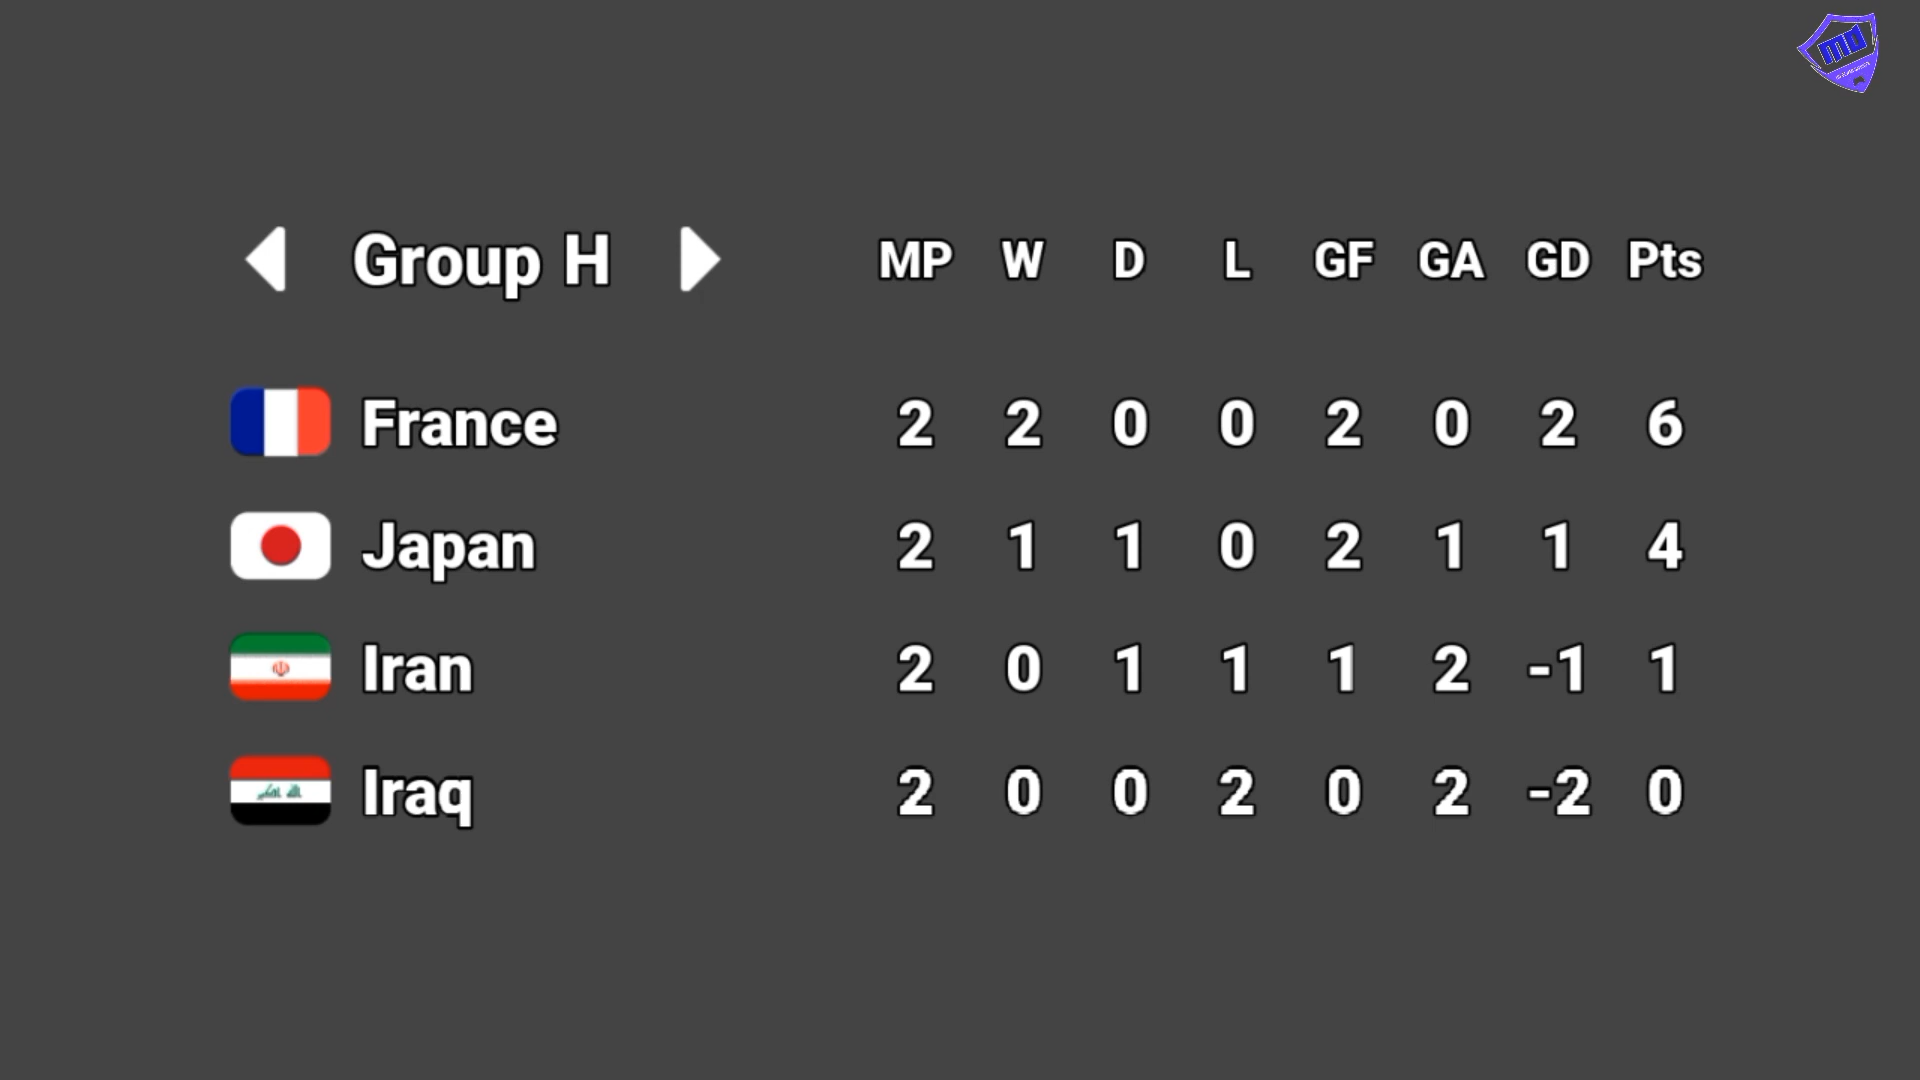 Group H MP W D L GF GA GD Pts
France 2 2 0 0 2 0 2 6
Japan 2 1 1 0 2 1 1 4
Iran 2 0 1 1 1 2 -1 1
Iraq 2 0 0 2 0 2 -2 0